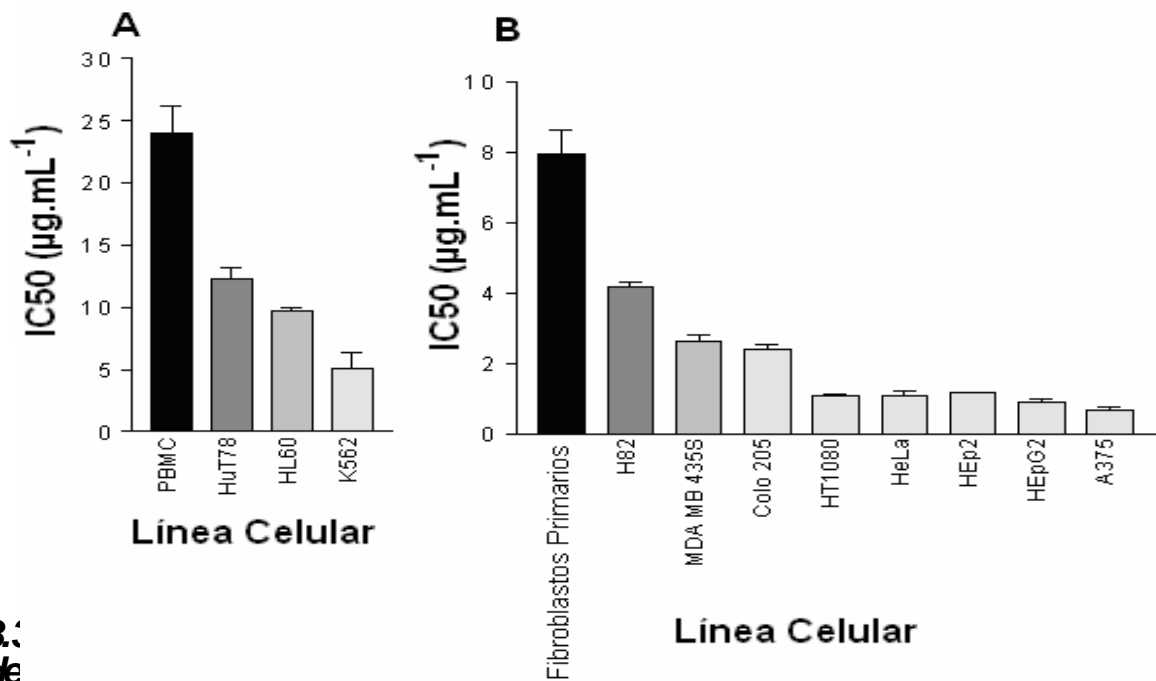 A
30
25
20
15
10
5
0
IC50 (µg.mL-1)
PBMC
HuT78
HL60
K562
Línea Celular
B
10
8
6
4
2
0
IC50 (µg.mL-1)
Fibroblastos Primarios
H82
MDA MB 435S
Colo 205
HT1080
HeLa
HEp2
HEpG2
A375
Línea Celular